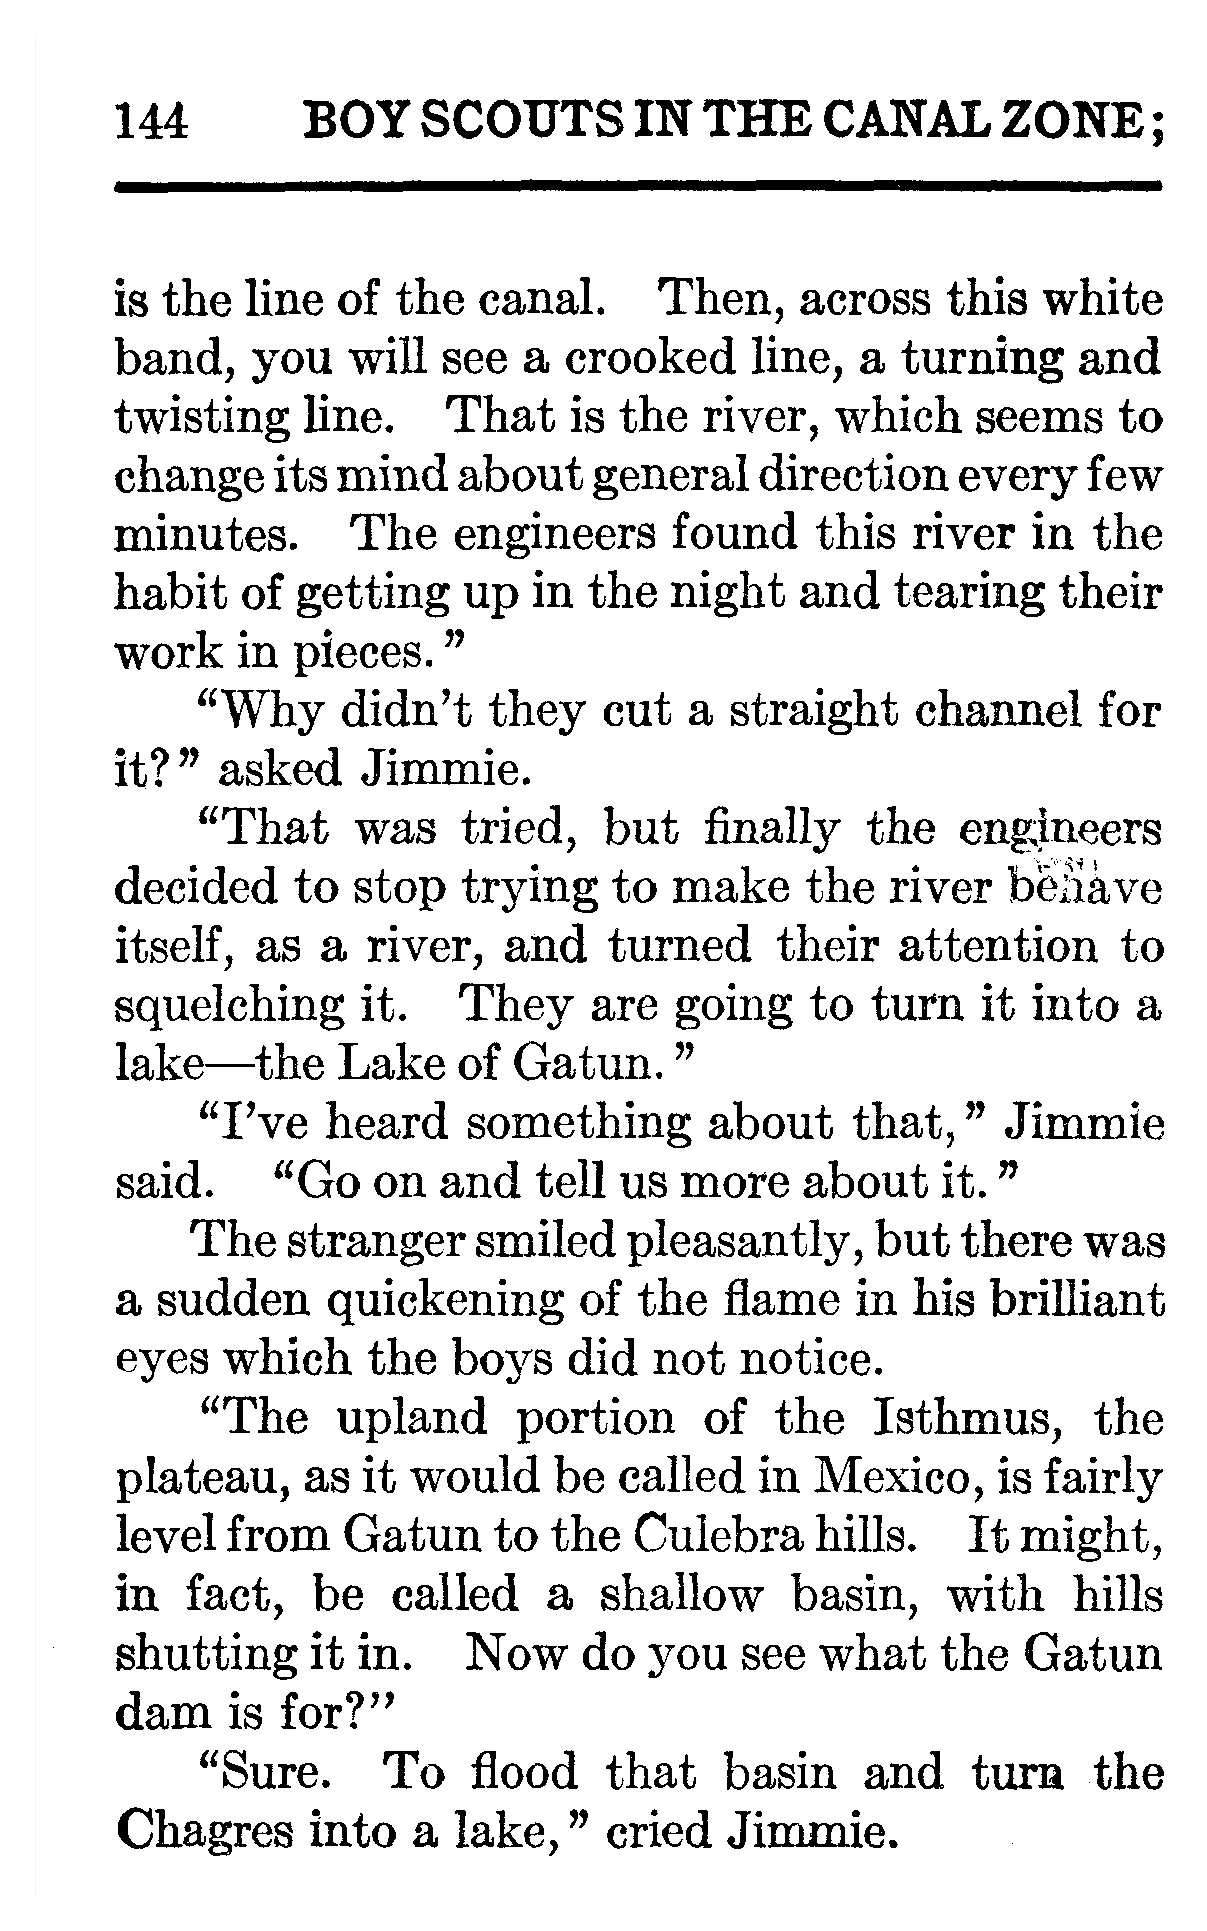 144 BOY SCOUTS IN THE CANAL ZONE;
is the line of the canal. Then, across this white
band, you will see a crooked line, a turning and
twisting line. That is the river, which seems to
change its mind about general direction every few
minutes. The engineers found this river in the
habit of getting up in the night and tearing their
work in pieces.”
“Why didn’t they cut a straight channel for
it?” asked Jimmie.
“That was tried, but finally the engineers
decided to stop trying to make the river behave
itself, as a river, and turned their attention to
squelching it. They are going to turn it into a
lake—the Lake of Gatun.”
“I’ve heard something about that,” Jimmie
said. “Go on and tell us more about it.”
The stranger smiled pleasantly, but there was
a sudden quickening of the flame in his brilliant
eyes which the boys did not notice.
“The upland portion of the Isthmus, the
plateau, as it would be called in Mexico, is fairly
level from Gatun to the Culebra hills. It might,
in fact, be called a shallow basin, with hills
shutting it in. Now do you see what the Gatun
dam is for?”
“Sure. To flood that basin and turn the
Chagres into a lake,” cried Jimmie.